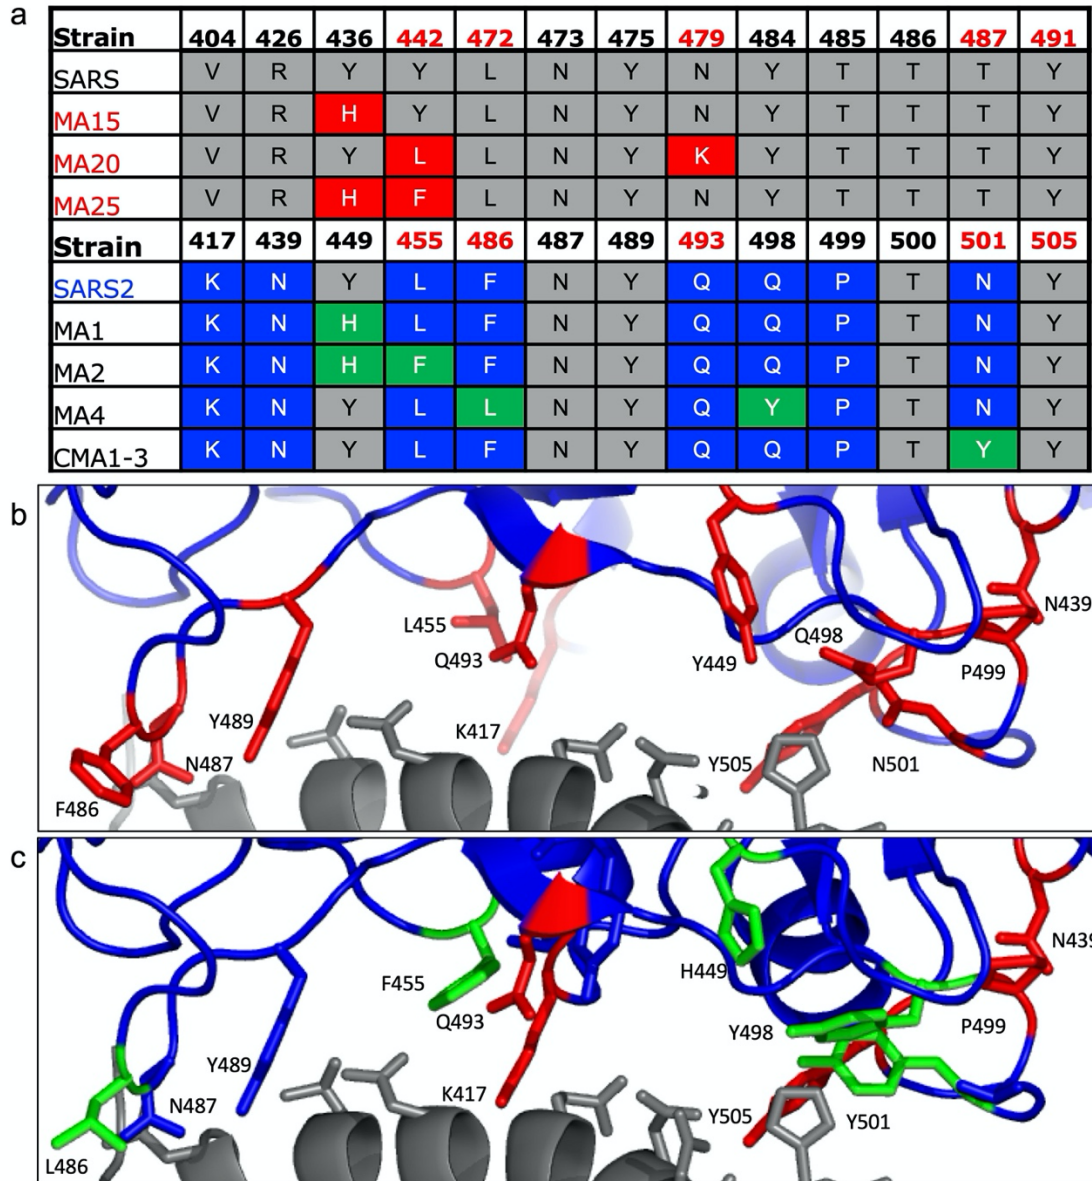 a
Strain 404 426 436 442 472 473 475 479 484 485 486 487 491
SARS V R Y Y L N Y N Y T T T Y
MA15 V R H Y L N Y N Y T T T Y
MA20 V R Y L L N Y K Y T T T Y
MA25 V R H F L N Y N Y T T T Y
Strain 417 439 449 455 486 487 489 493 498 499 500 501 505
SARS2 K N Y L F N Y Q Q P T N Y
MA1 K N H L F N Y Q Q P T N Y
MA2 K N H F F N Y Q Q P T N Y
MA4 K N Y L L N Y Q Y P T N Y
CMA1-3 K N Y L F N Y Q Q P T Y Y
b
N439
L455
Q498
Q493
Y449
P499
Y489
K417
N487
Y505
N501
F486
c
N439
H449
F455
Q493
Y498
P499
Y489
K417
N487
Y505
Y501
L486